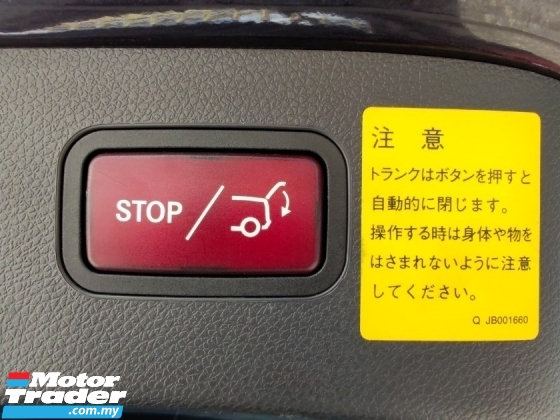 STOP
注 意
トランクはボタンを押すと
自動的に閉じます。
操作する時は身体や物を
はさまれないように注意
してください。
Q JB001660
Motor
Trader
.com.my